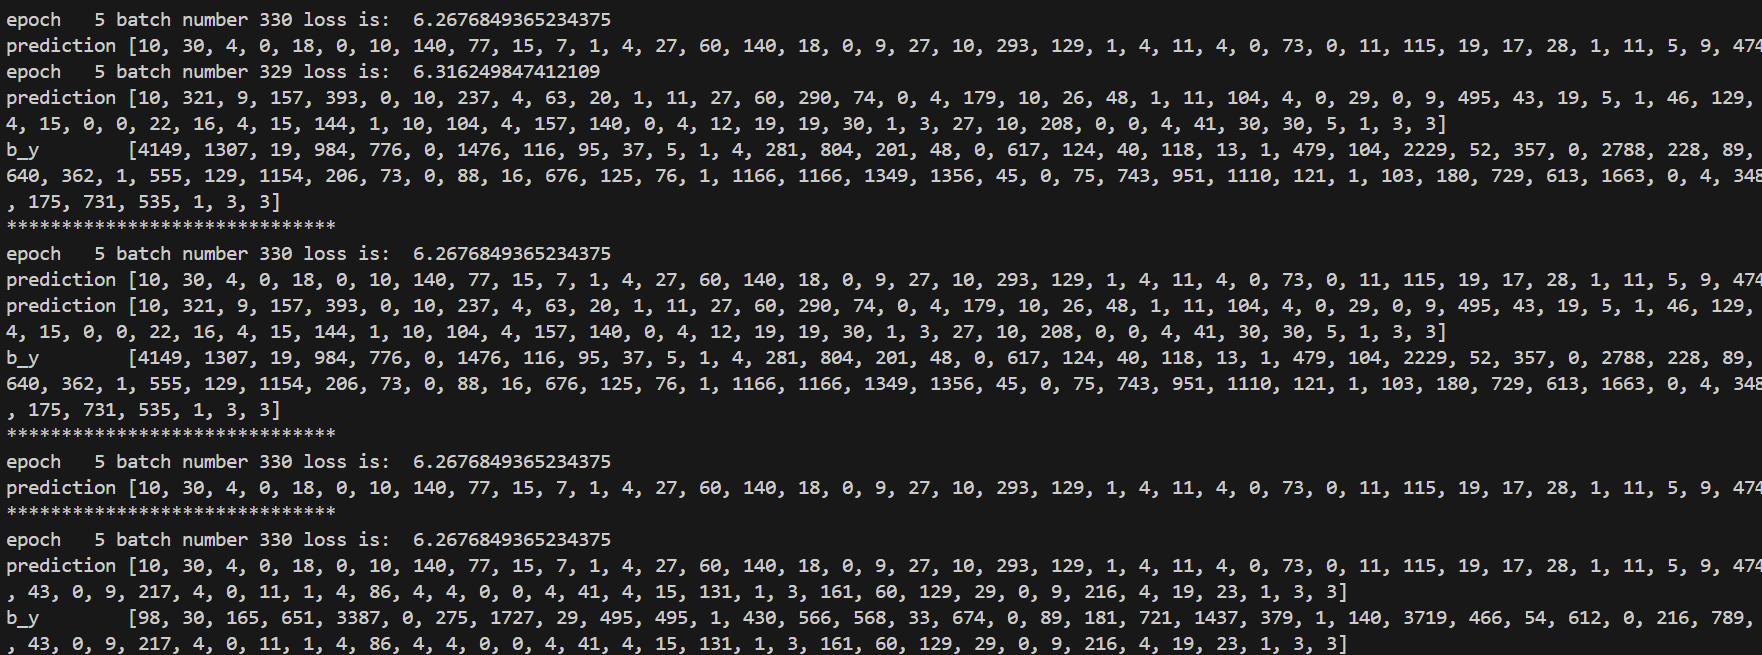 epoch   5 batch number 330 loss is:  6.2676849365234375
prediction [10, 30, 4, 0, 18, 0, 10, 140, 77, 15, 7, 1, 4, 27, 60, 140, 18, 0, 9, 27, 10, 293, 129, 1, 4, 11, 4, 0, 73, 0, 11, 115, 19, 17, 28, 1, 11, 5, 9, 474
epoch   5 batch number 329 loss is:  6.316249847412109
prediction [10, 321, 9, 157, 393, 0, 10, 237, 4, 63, 20, 1, 11, 27, 60, 290, 74, 0, 4, 179, 10, 26, 48, 1, 11, 104, 4, 0, 29, 0, 9, 495, 43, 19, 5, 1, 46, 129,
4, 15, 0, 0, 22, 16, 4, 15, 144, 1, 10, 104, 4, 157, 140, 0, 4, 12, 19, 19, 30, 1, 3, 27, 10, 208, 0, 0, 4, 41, 30, 30, 5, 1, 3, 3]
b_y        [4149, 1307, 19, 984, 776, 0, 1476, 116, 95, 37, 5, 1, 4, 281, 804, 201, 48, 0, 617, 124, 40, 118, 13, 1, 479, 104, 2229, 52, 357, 0, 2788, 228, 89,
640, 362, 1, 555, 129, 1154, 206, 73, 0, 88, 16, 676, 125, 76, 1, 1166, 1166, 1349, 1356, 45, 0, 75, 743, 951, 1110, 121, 1, 103, 180, 729, 613, 1663, 0, 4, 348
, 175, 731, 535, 1, 3, 3]
******************************
epoch   5 batch number 330 loss is:  6.2676849365234375
prediction [10, 30, 4, 0, 18, 0, 10, 140, 77, 15, 7, 1, 4, 27, 60, 140, 18, 0, 9, 27, 10, 293, 129, 1, 4, 11, 4, 0, 73, 0, 11, 115, 19, 17, 28, 1, 11, 5, 9, 474
prediction [10, 321, 9, 157, 393, 0, 10, 237, 4, 63, 20, 1, 11, 27, 60, 290, 74, 0, 4, 179, 10, 26, 48, 1, 11, 104, 4, 0, 29, 0, 9, 495, 43, 19, 5, 1, 46, 129,
4, 15, 0, 0, 22, 16, 4, 15, 144, 1, 10, 104, 4, 157, 140, 0, 4, 12, 19, 19, 30, 1, 3, 27, 10, 208, 0, 0, 4, 41, 30, 30, 5, 1, 3, 3]
b_y        [4149, 1307, 19, 984, 776, 0, 1476, 116, 95, 37, 5, 1, 4, 281, 804, 201, 48, 0, 617, 124, 40, 118, 13, 1, 479, 104, 2229, 52, 357, 0, 2788, 228, 89,
640, 362, 1, 555, 129, 1154, 206, 73, 0, 88, 16, 676, 125, 76, 1, 1166, 1166, 1349, 1356, 45, 0, 75, 743, 951, 1110, 121, 1, 103, 180, 729, 613, 1663, 0, 4, 348
, 175, 731, 535, 1, 3, 3]
******************************
epoch   5 batch number 330 loss is:  6.2676849365234375
prediction [10, 30, 4, 0, 18, 0, 10, 140, 77, 15, 7, 1, 4, 27, 60, 140, 18, 0, 9, 27, 10, 293, 129, 1, 4, 11, 4, 0, 73, 0, 11, 115, 19, 17, 28, 1, 11, 5, 9, 474
******************************
epoch   5 batch number 330 loss is:  6.2676849365234375
prediction [10, 30, 4, 0, 18, 0, 10, 140, 77, 15, 7, 1, 4, 27, 60, 140, 18, 0, 9, 27, 10, 293, 129, 1, 4, 11, 4, 0, 73, 0, 11, 115, 19, 17, 28, 1, 11, 5, 9, 474
, 43, 0, 9, 217, 4, 0, 11, 1, 4, 86, 4, 4, 0, 0, 4, 41, 4, 15, 131, 1, 3, 161, 60, 129, 29, 0, 9, 216, 4, 19, 23, 1, 3, 3]
b_y        [98, 30, 165, 651, 3387, 0, 275, 1727, 29, 495, 495, 1, 430, 566, 568, 33, 674, 0, 89, 181, 721, 1437, 379, 1, 140, 3719, 466, 54, 612, 0, 216, 789,
, 43, 0, 9, 217, 4, 0, 11, 1, 4, 86, 4, 4, 0, 0, 4, 41, 4, 15, 131, 1, 3, 161, 60, 129, 29, 0, 9, 216, 4, 19, 23, 1, 3, 3]